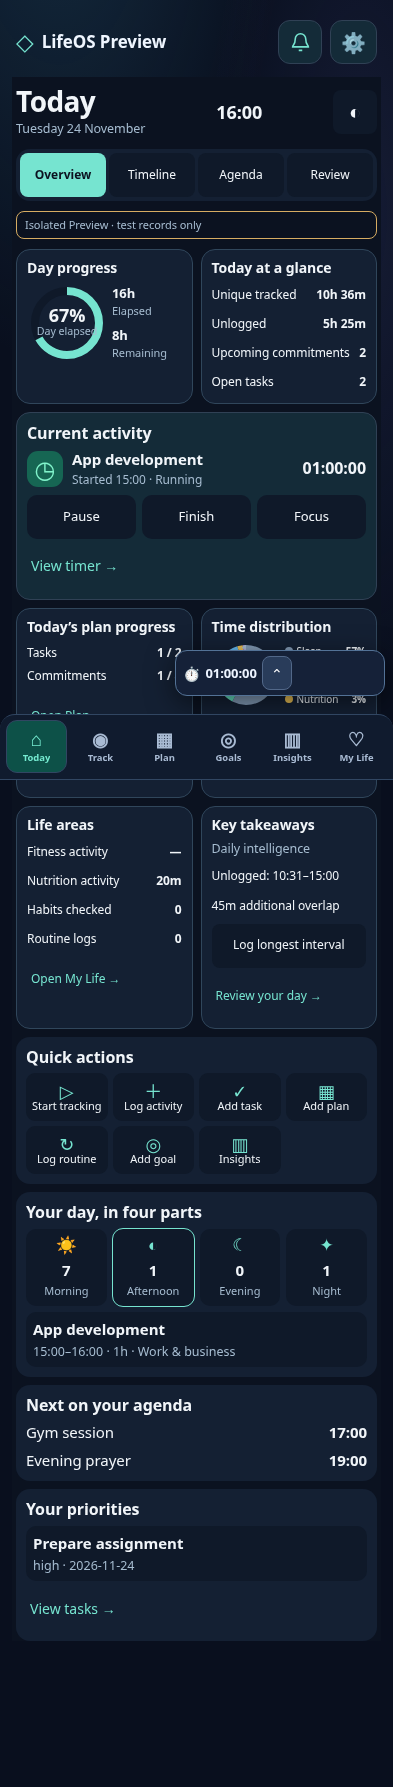 LifeOS Preview
Today
Tuesday 24 November
16:00
Overview
Timeline
Agenda
Review
Isolated Preview · test records only
Day progress
67%
Day elapsed
16h
Elapsed
8h
Remaining
Today at a glance
Unique tracked 10h 36m
Unlogged 5h 25m
Upcoming commitments 2
Open tasks 2
Current activity
App development
Started 15:00 · Running
01:00:00
Pause
Finish
Focus
View timer →
Today's plan progress
Tasks 1 / 2
Commitments 1 /
Time distribution
Nutrition 3%
01:00:00
Today
Track
Plan
Goals
Insights
My Life
Life areas
Fitness activity —
Nutrition activity 20m
Habits checked 0
Routine logs 0
Open My Life →
Key takeaways
Daily intelligence
Unlogged: 10:31–15:00
45m additional overlap
Log longest interval
Review your day →
Quick actions
Start tracking
Log activity
Add task
Add plan
Log routine
Add goal
Insights
Your day, in four parts
7
Morning
1
Afternoon
0
Evening
1
Night
App development
15:00–16:00 · 1h · Work & business
Next on your agenda
Gym session 17:00
Evening prayer 19:00
Your priorities
Prepare assignment
high · 2026-11-24
View tasks →